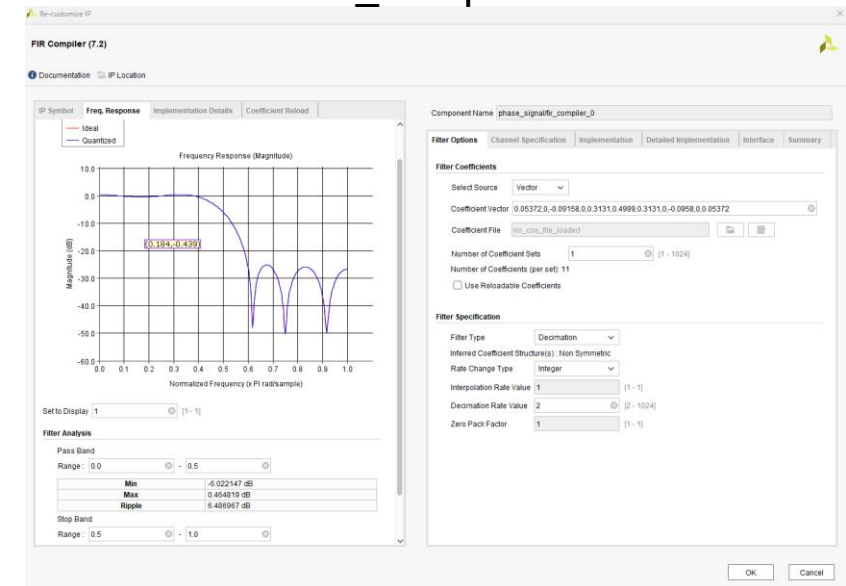 Re-customize IP
FIR Compiler (7.2)
Documentation IP Location
IP Symbol Freq. Response Implementation Details Coefficient Reload
Ideal
Quantized
Frequency Response (Magnitude)
10.0
0.0
-10.0
-20.0
-30.0
-40.0
-50.0
-60.0
Magnitude (dB)
(0.184,-0.439)
0.0 0.1 0.2 0.3 0.4 0.5 0.6 0.7 0.8 0.9 1.0
Normalized Frequency (x PI rad/sample)
Set to Display 1 [1 - 1]
Filter Analysis
Pass Band
Range: 0.0 - 0.5
Min -6.022147 dB
Max 0.464819 dB
Ripple 6.486967 dB
Stop Band
Range: 0.5 - 1.0
Component Name phase_signal/fir_compiler_0
Filter Options Channel Specification Implementation Detailed Implementation Interface Summary
Filter Coefficients
Select Source Vector
Coefficient Vector 0.05372,0,-0.09158,0,0.3131,0.4999,0.3131,0,-0.0958,0,0.05372
Coefficient File no_coe_file_loaded
Number of Coefficient Sets 1 [1 - 1024]
Number of Coefficients (per set): 11
Use Reloadable Coefficients
Filter Specification
Filter Type Decimation
Inferred Coefficient Structure(s) : Non Symmetric
Rate Change Type Integer
Interpolation Rate Value 1 [1 - 1]
Decimation Rate Value 2 [2 - 1024]
Zero Pack Factor 1 [1 - 1]
OK Cancel